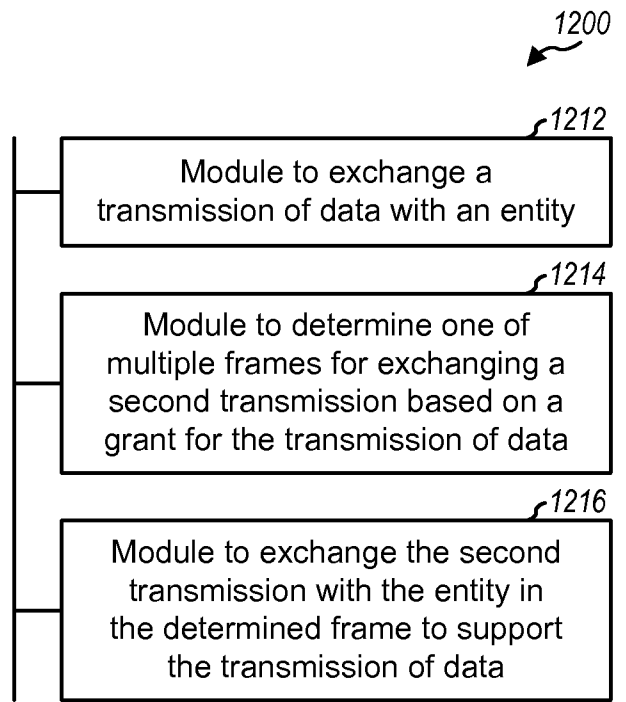 1200
1212
Module to exchange a
transmission of data with an entity
1214
Module to determine one of
multiple frames for exchanging a
second transmission based on a
grant for the transmission of data
1216
Module to exchange the second
transmission with the entity in
the determined frame to support
the transmission of data